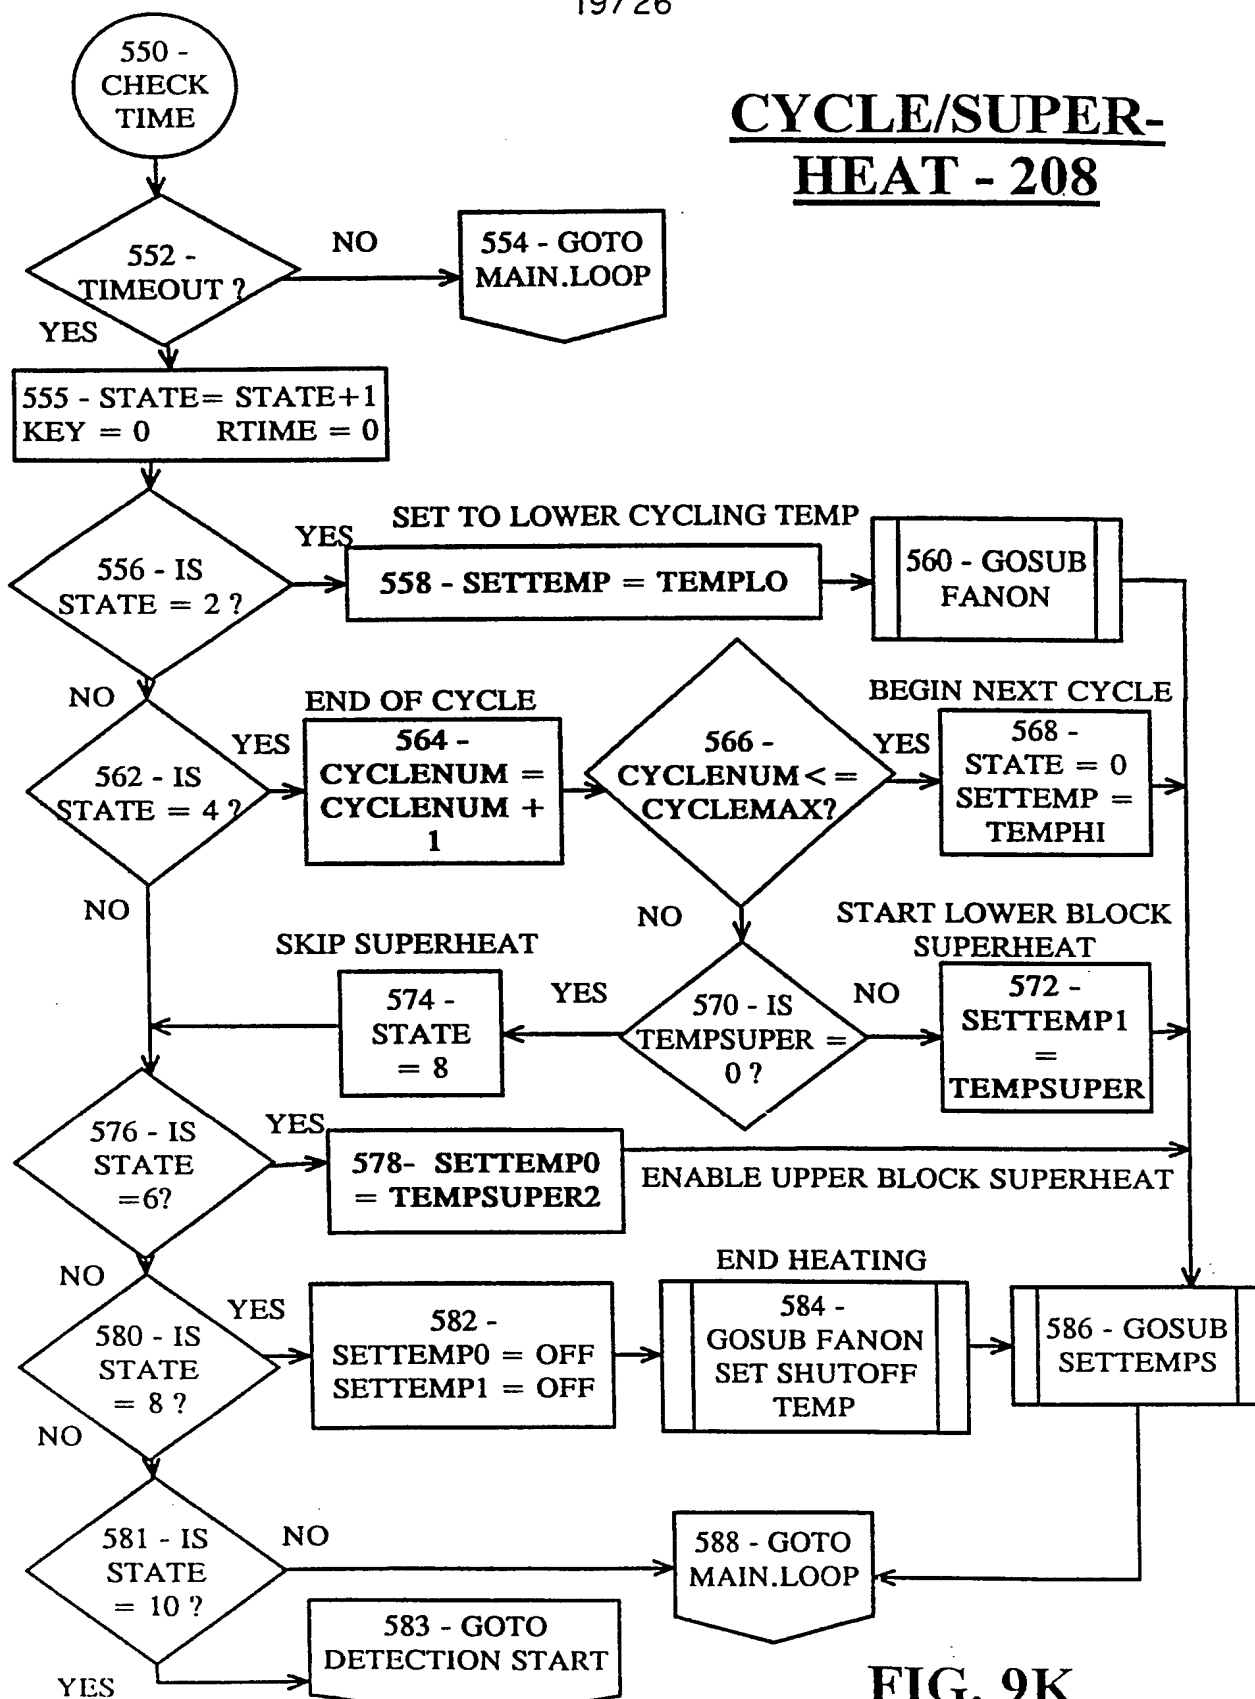 19/26
550 -
CHECK
TIME
CYCLE/SUPER-
HEAT - 208
552 -
TIMEOUT ?
NO
554 - GOTO
MAIN.LOOP
YES
555 - STATE= STATE+1
KEY = 0 RTIME = 0
556 - IS
STATE = 2 ?
YES
SET TO LOWER CYCLING TEMP
558 - SETTEMP = TEMPLO
560 - GOSUB
FANON
NO
562 - IS
STATE = 4 ?
YES
END OF CYCLE
564 -
CYCLENUM =
CYCLENUM +
1
566 -
CYCLENUM < =
CYCLEMAX?
YES
BEGIN NEXT CYCLE
568 -
STATE = 0
SETTEMP =
TEMPHI
NO
NO
SKIP SUPERHEAT
574 -
STATE
= 8
YES
570 - IS
TEMPSUPER =
0 ?
NO
START LOWER BLOCK
SUPERHEAT
572 -
SETTEMP1
=
TEMPSUPER
576 - IS
STATE
=6?
YES
578- SETTEMP0
= TEMPSUPER2
ENABLE UPPER BLOCK SUPERHEAT
NO
580 - IS
STATE
= 8 ?
YES
582 -
SETTEMP0 = OFF
SETTEMP1 = OFF
END HEATING
584 -
GOSUB FANON
SET SHUTOFF
TEMP
586 - GOSUB
SETTEMPS
NO
581 - IS
STATE
= 10 ?
NO
588 - GOTO
MAIN.LOOP
YES
583 - GOTO
DETECTION START
FIG. 9K